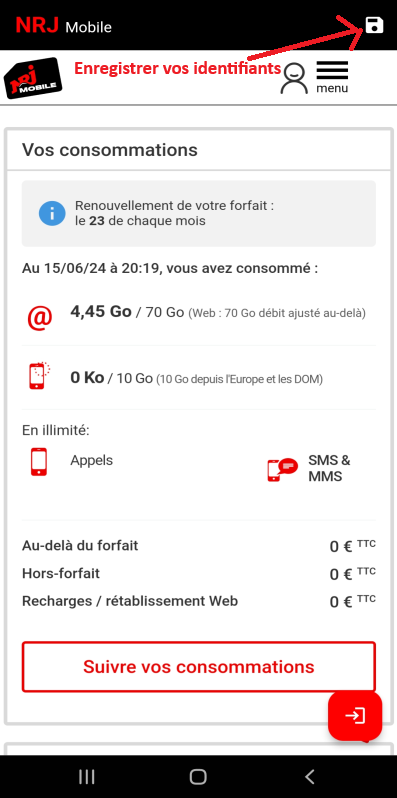 NRJ Mobile
Enregistrer vos identifiants
nrj
MOBILE
menu
Vos consommations
Renouvellement de votre forfait :
le 23 de chaque mois
Au 15/06/24 à 20:19, vous avez consommé :
@ 4,45 Go / 70 Go (Web : 70 Go débit ajusté au-delà)
0 Ko / 10 Go (10 Go depuis l'Europe et les DOM)
En illimité:
Appels
SMS &
MMS
Au-delà du forfait 0 € TTC
Hors-forfait 0 € TTC
Recharges / rétablissement Web 0 € TTC
Suivre vos consommations